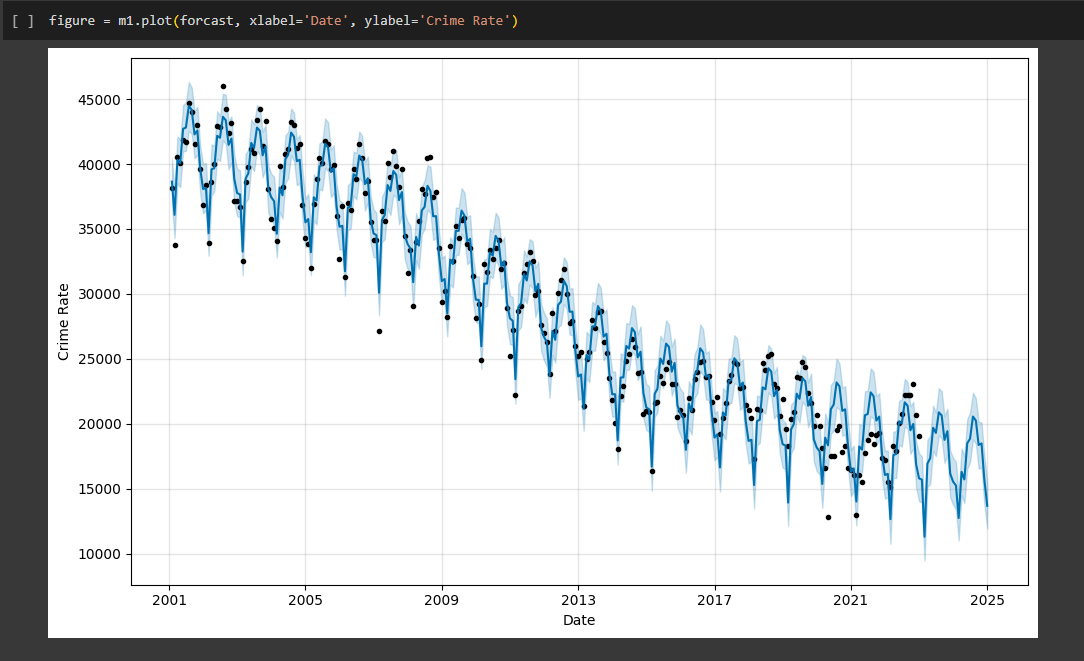 [ ] figure = m1.plot(forcast, xlabel='Date', ylabel='Crime Rate')
45000
40000
35000
30000
25000
20000
15000
10000
Crime Rate
2001 2005 2009 2013 2017 2021 2025
Date